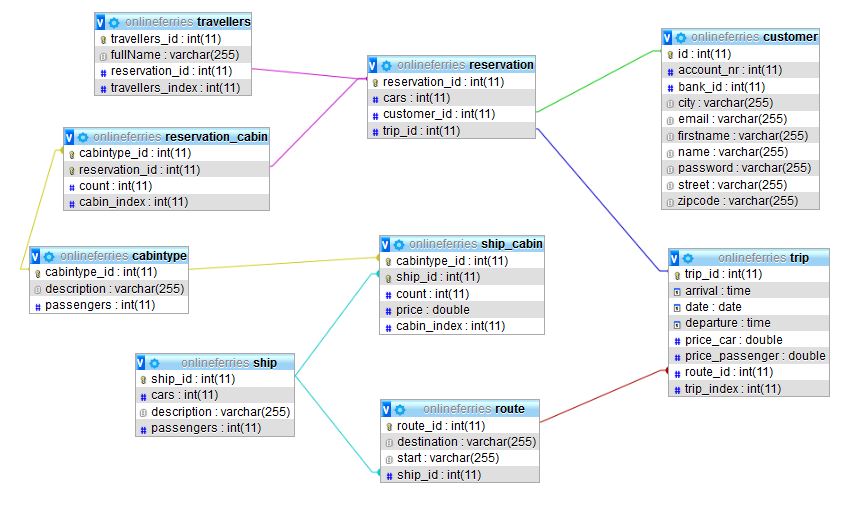 onlineferries travellers
travellers_id : int(11)
fullName : varchar(255)
reservation_id : int(11)
travellers_index : int(11)
V onlineferries reservation
reservation_id : int(11)
cars : int(11)
customer_id : int(11)
trip_id : int(11)
V onlineferries customer
id : int(11)
account_nr : int(11)
bank_id : int(11)
city : varchar(255)
email : varchar(255)
firstname : varchar(255)
name : varchar(255)
password : varchar(255)
street : varchar(255)
zipcode : varchar(255)
V onlineferries reservation_cabin
cabintype_id : int(11)
reservation_id : int(11)
count : int(11)
cabin_index : int(11)
V onlineferries cabintype
cabintype_id : int(11)
description : varchar(255)
passengers : int(11)
V onlineferries ship_cabin
cabintype_id : int(11)
ship_id : int(11)
count : int(11)
price : double
cabin_index : int(11)
V onlineferries trip
trip_id : int(11)
arrival : time
date : date
departure : time
price_car : double
price_passenger : double
route_id : int(11)
trip_index : int(11)
V onlineferries ship
ship_id : int(11)
cars : int(11)
description : varchar(255)
passengers : int(11)
V onlineferries route
route_id : int(11)
destination : varchar(255)
start : varchar(255)
ship_id : int(11)